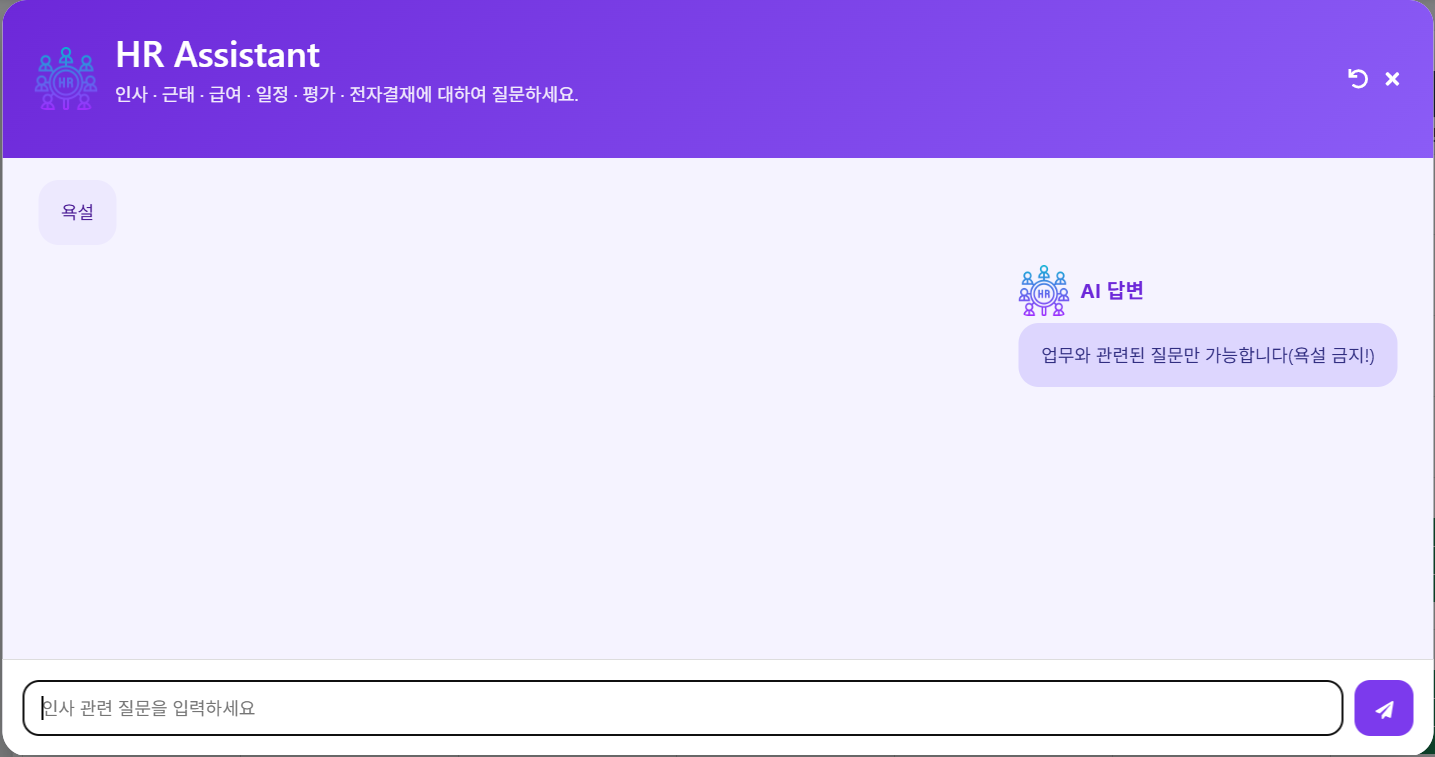 HR Assistant
인사 · 근태 · 급여 · 일정 · 평가 · 전자결재에 대하여 질문하세요.
욕설
HR
AI 답변
업무와 관련된 질문만 가능합니다(욕설 금지!)
인사 관련 질문을 입력하세요